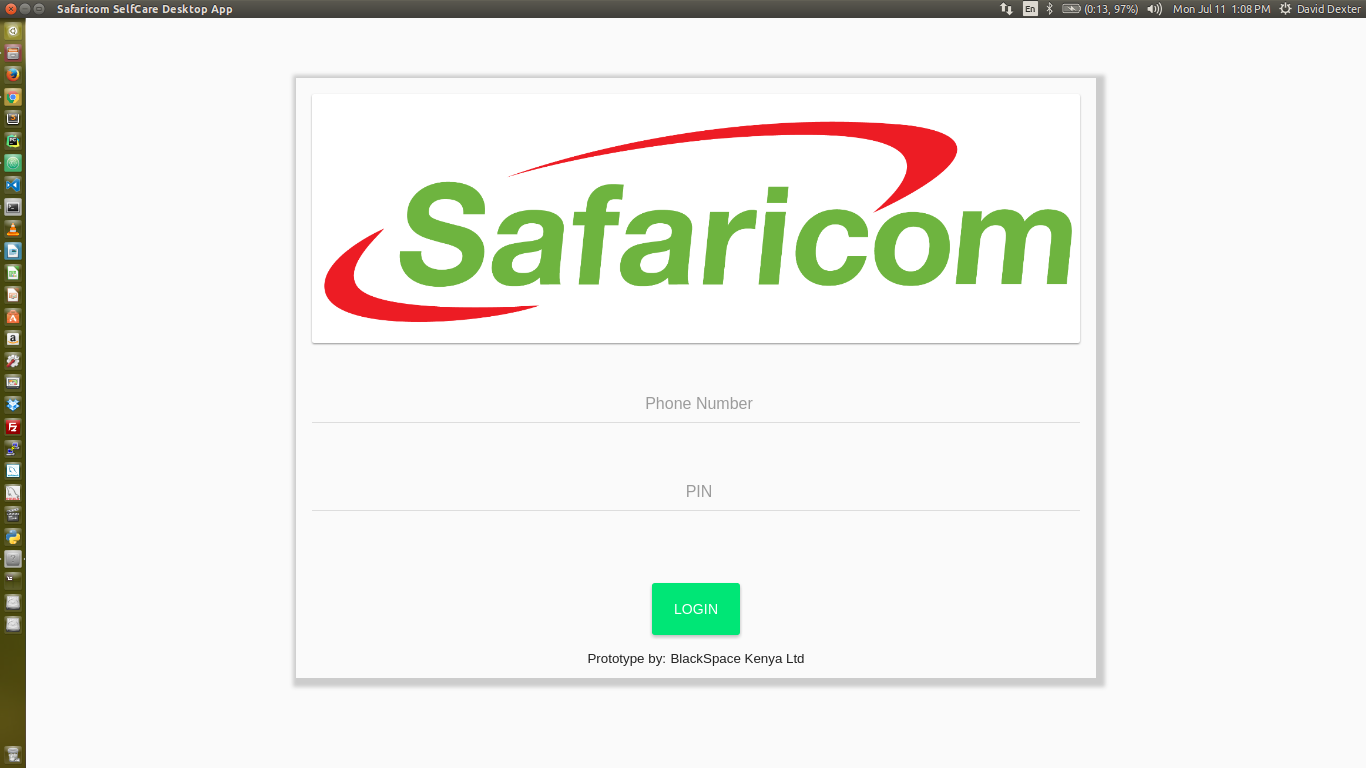 Safaricom SelfCare Desktop App
En
(0:13, 97%)
Mon Jul 11 1:08 PM
David Dexter
Safaricom
Phone Number
PIN
LOGIN
Prototype by: BlackSpace Kenya Ltd